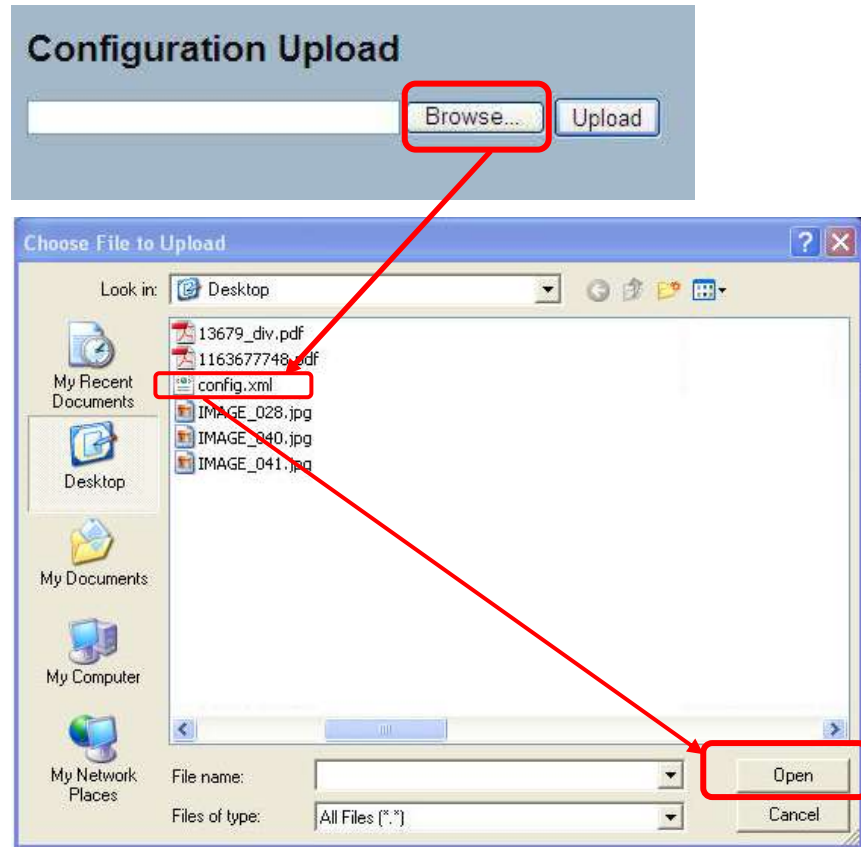 Configuration Upload
Browse... Upload
Choose File to Upload
Look in: Desktop
My Recent Documents
Desktop
My Documents
My Computer
My Network Places
13679_div.pdf
1163677748.pdf
config.xml
IMAGE_028.jpg
IMAGE_040.jpg
IMAGE_041.jpg
File name:
Open
Files of type: All Files (*.*)
Cancel